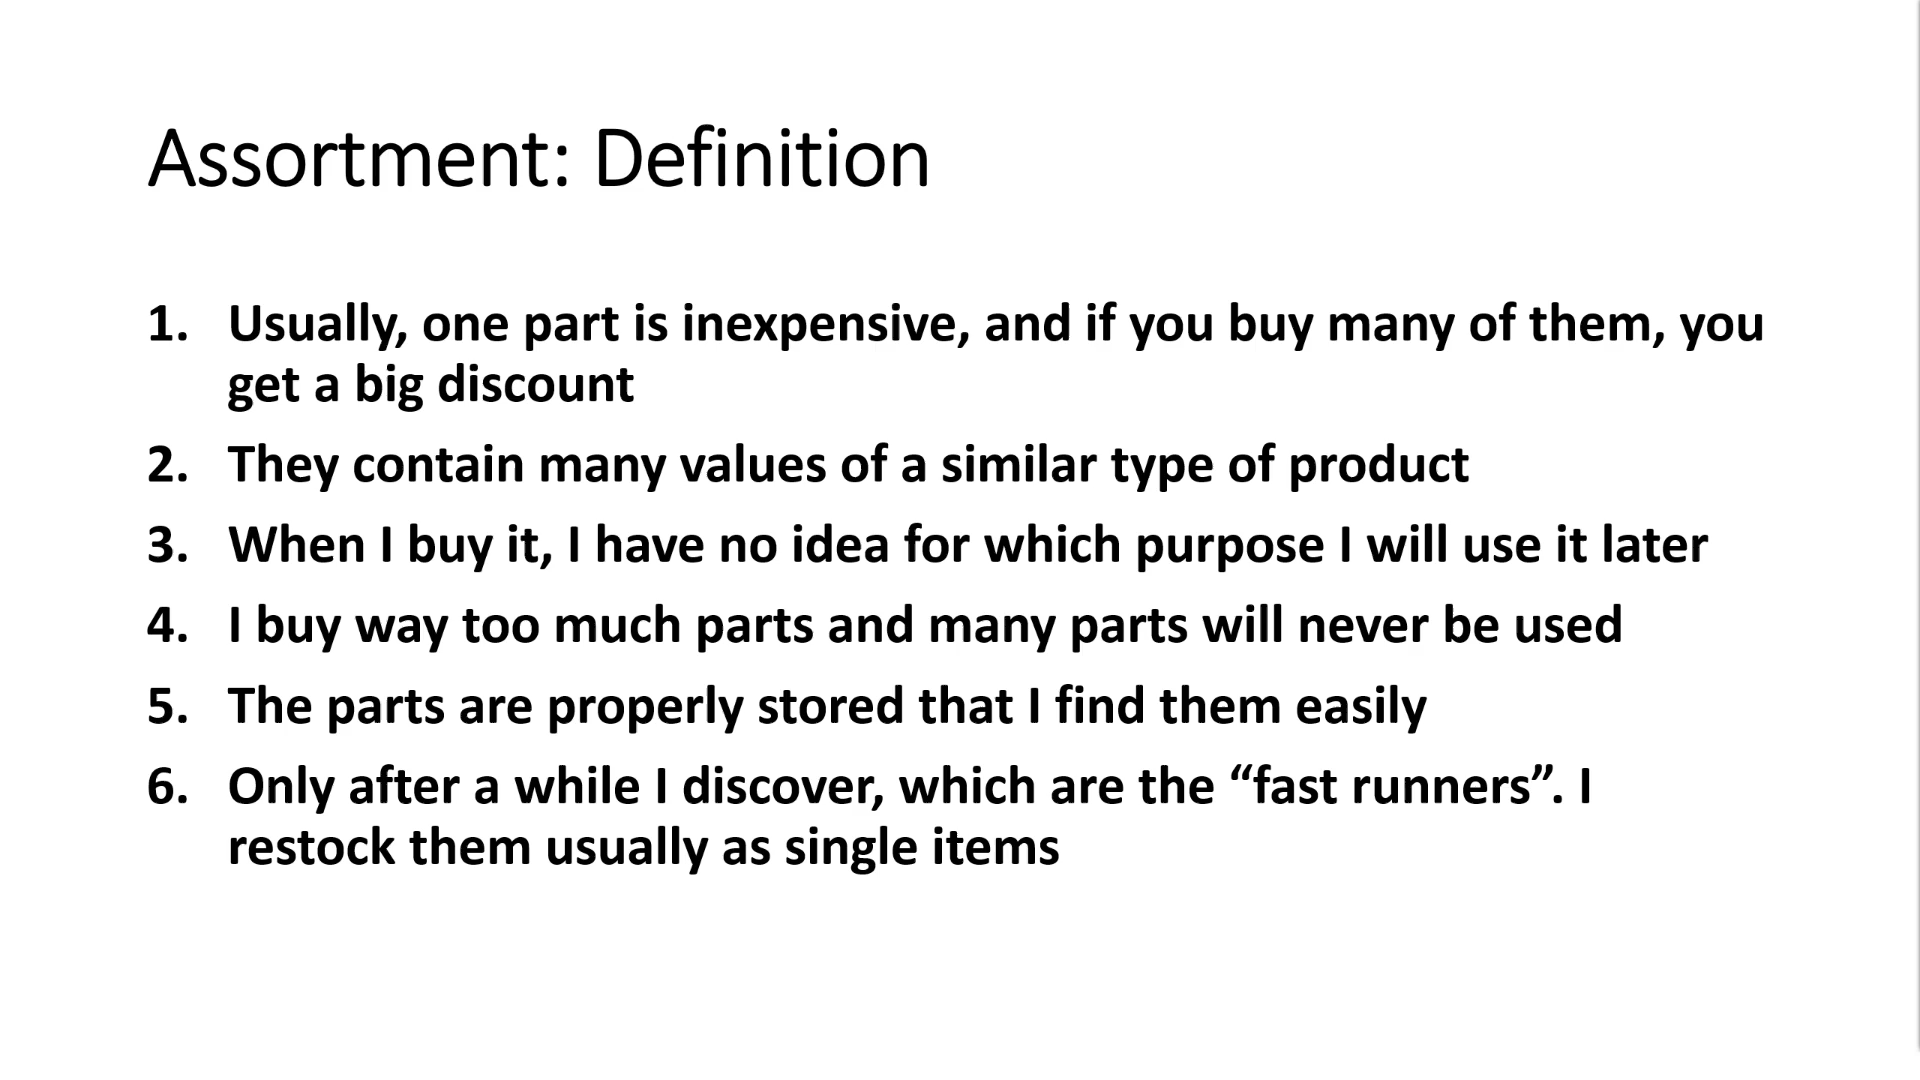 Assortment: Definition
1. Usually, one part is inexpensive, and if you buy many of them, you
get a big discount
2. They contain many values of a similar type of product
3. When I buy it, I have no idea for which purpose I will use it later
4. I buy way too much parts and many parts will never be used
5. The parts are properly stored that I find them easily
6. Only after a while I discover, which are the “fast runners”. I
restock them usually as single items